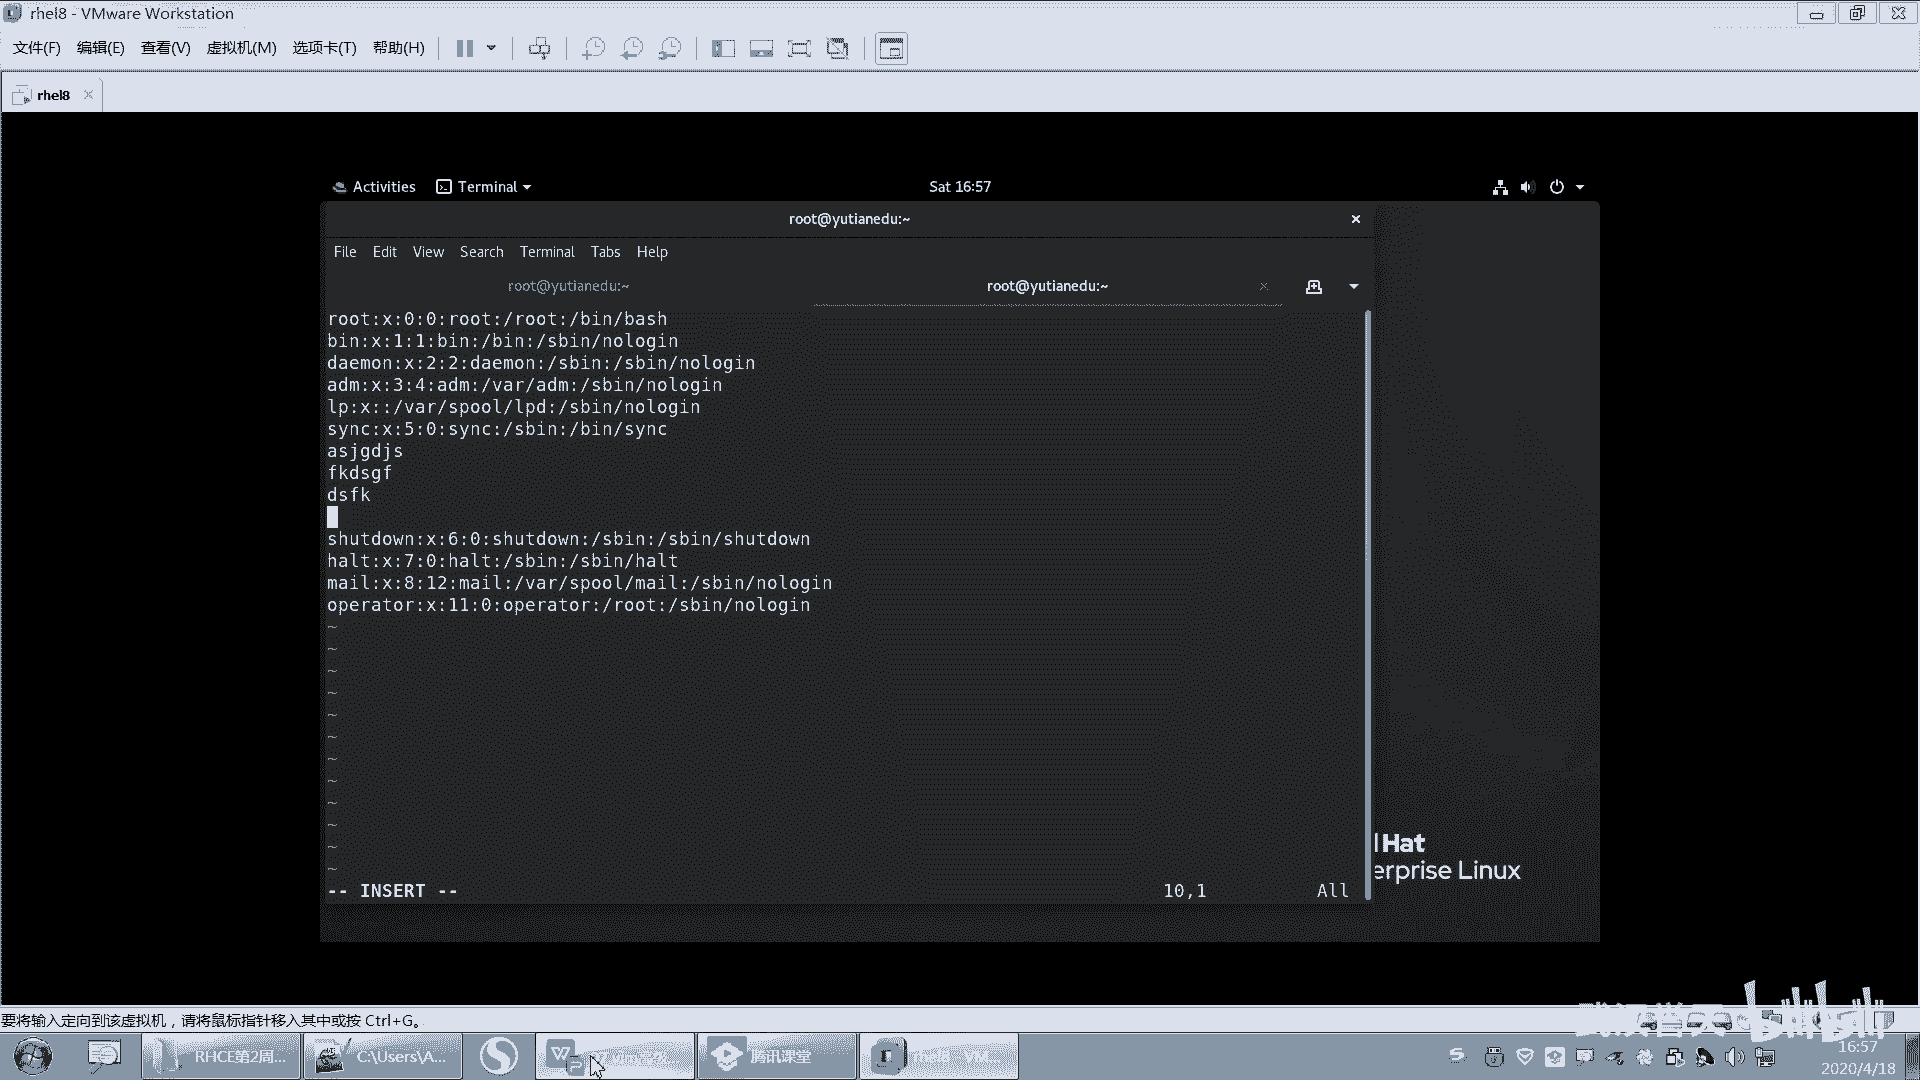 rhel8 - VMware Workstation
文件(F) 编辑(E) 查看(V) 虚拟机(M) 选项卡(T) 帮助(H)
rhel8
Activities Terminal Sat 16:57
root@yutianedu:~
File Edit View Search Terminal Tabs Help
root@yutianedu:~ root@yutianedu:~
root:x:0:0:root:/root:/bin/bash
bin:x:1:1:bin:/bin:/sbin/nologin
daemon:x:2:2:daemon:/sbin:/sbin/nologin
adm:x:3:4:adm:/var/adm:/sbin/nologin
lp:x::/var/spool/lpd:/sbin/nologin
sync:x:5:0:sync:/sbin:/bin/sync
asjgdjs
fkdsgf
dsfk
shutdown:x:6:0:shutdown:/sbin:/sbin/shutdown
halt:x:7:0:halt:/sbin:/sbin/halt
mail:x:8:12:mail:/var/spool/mail:/sbin/nologin
operator:x:11:0:operator:/root:/sbin/nologin
~
~
~
~
~
~
~
~
~
~
~
~
Hat
erprise Linux
-- INSERT -- 10,1 All
要将输入定向到该虚拟机，请将鼠标指针移入其中或按 Ctrl+G。
bilibili
RHCE第2周... C:\Users\A... 腾讯课堂 rhel8 - VM...
16:57
2020/4/18